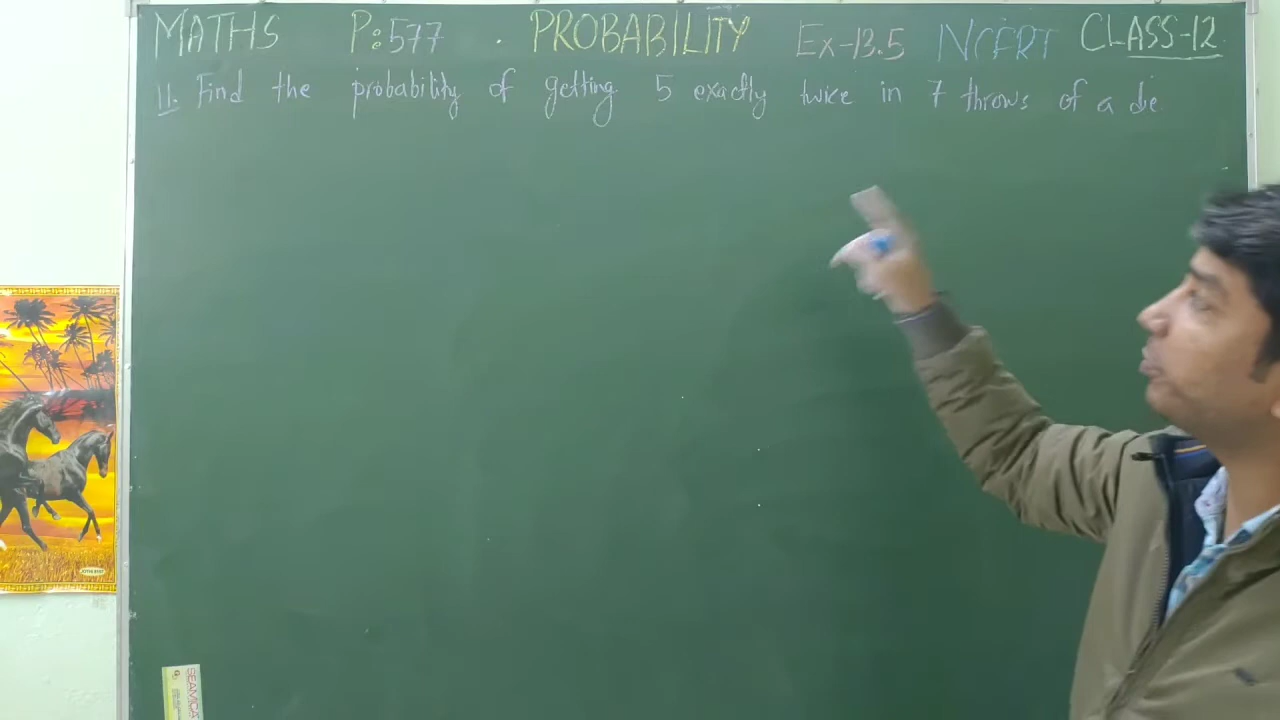 MATHS P:577 . PROBABILITY Ex-13.5 NCERT CLASS-12
11. Find the probability of getting 5 exactly twice in 7 throws of a die